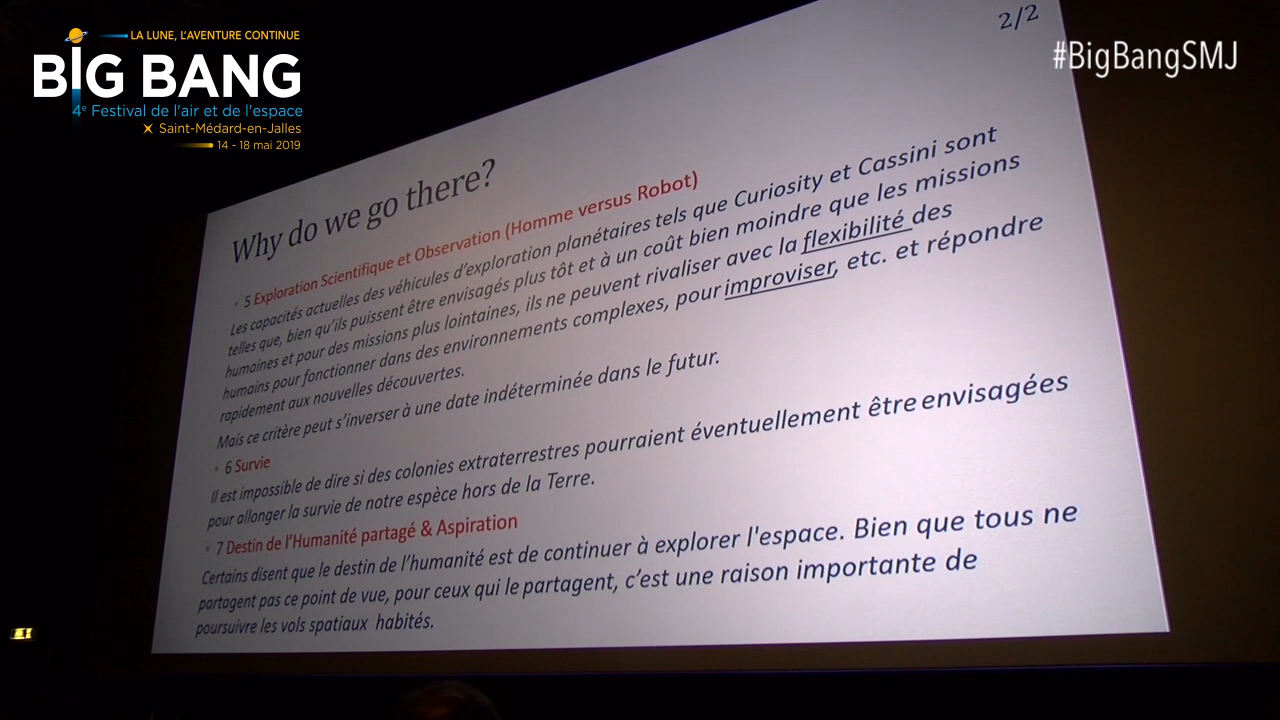 LA LUNE, L'AVENTURE CONTINUE
BIG BANG
4e Festival de l'air et de l'espace
Saint-Médard-en-Jalles
14 - 18 mai 2019
#BigBangSMJ
2/2
Why do we go there?
• 5 Exploration Scientifique et Observation (Homme versus Robot)
Les capacités actuelles des véhicules d'exploration planétaires tels que Curiosity et Cassini sont
telles que, bien qu'ils puissent être envisagés plus tôt et à un coût bien moindre que les missions
humaines et pour des missions plus lointaines, ils ne peuvent rivaliser avec la flexibilité des
humains pour fonctionner dans des environnements complexes, pour improviser, etc. et répondre
rapidement aux nouvelles découvertes.
Mais ce critère peut s'inverser à une date indéterminée dans le futur.
• 6 Survie
Il est impossible de dire si des colonies extraterrestres pourraient éventuellement être envisagées
pour allonger la survie de notre espèce hors de la Terre.
• 7 Destin de l'Humanité partagé & Aspiration
Certains disent que le destin de l'humanité est de continuer à explorer l'espace. Bien que tous ne
partagent pas ce point de vue, pour ceux qui le partagent, c'est une raison importante de
poursuivre les vols spatiaux habités.